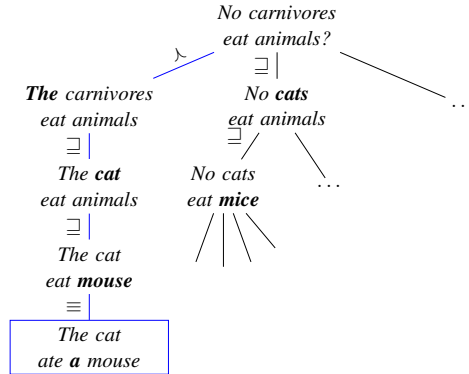 No carnivores
eat animals?
⋏
⊒
The carnivores
eat animals
No cats
eat animals
. .
⊒
⊒
The cat
eat animals
No cats
eat mice
. . .
⊒
The cat
eat mouse
≡
The cat
ate a mouse